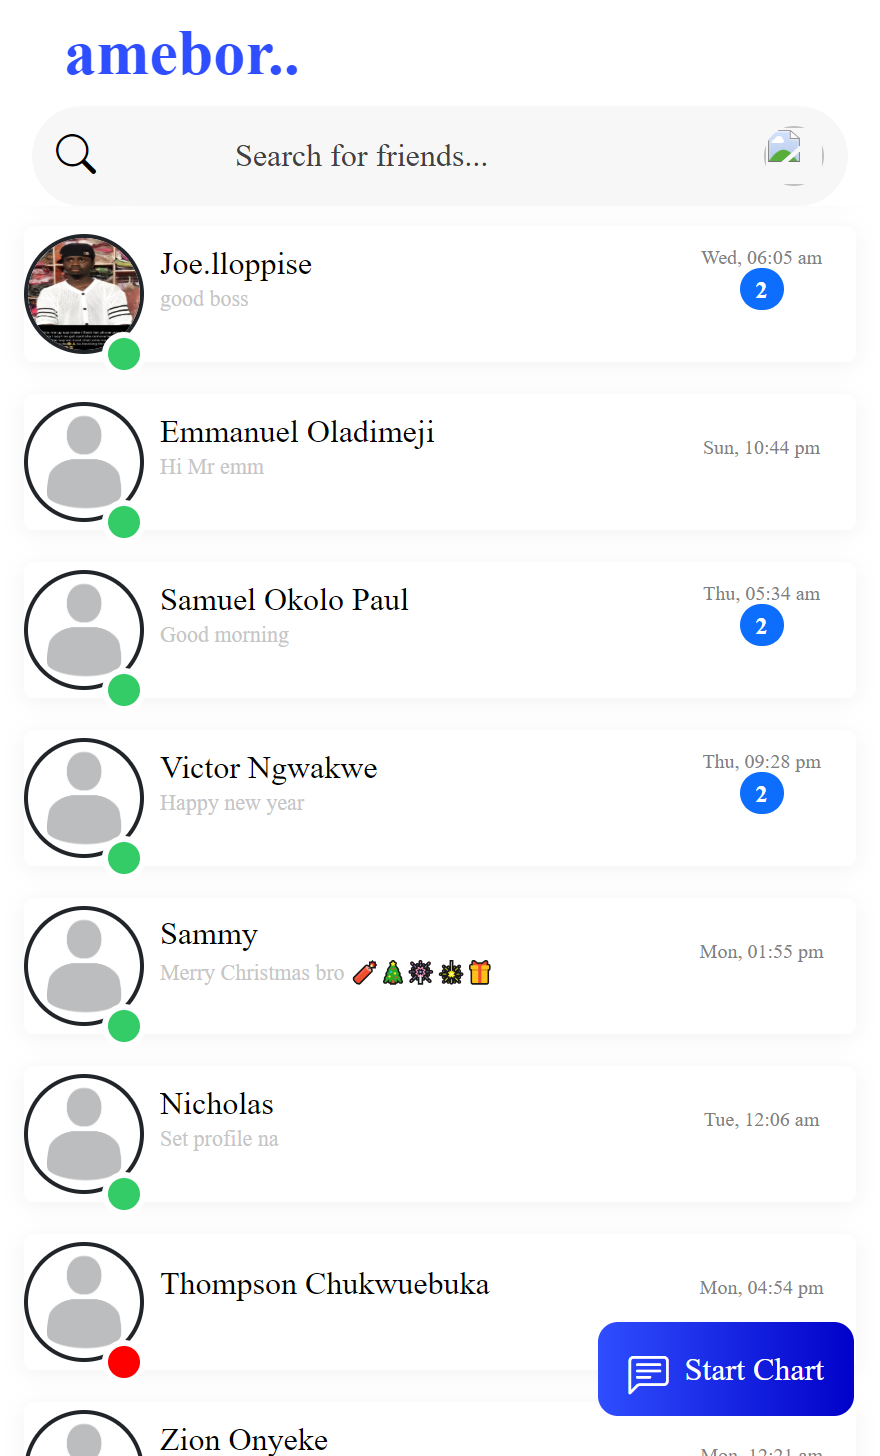 amebor..
Search for friends...
Joe.lloppise
Wed, 06:05 am
good boss
2
Emmanuel Oladimeji
Sun, 10:44 pm
Hi Mr emm
Samuel Okolo Paul
Thu, 05:34 am
Good morning
2
Victor Ngwakwe
Thu, 09:28 pm
Happy new year
2
Sammy
Mon, 01:55 pm
Merry Christmas bro 🧨🎄🎆🎇🎁
Nicholas
Tue, 12:06 am
Set profile na
Thompson Chukwuebuka
Mon, 04:54 pm
Start Chart
Zion Onyeke
Mon, 12:21 am